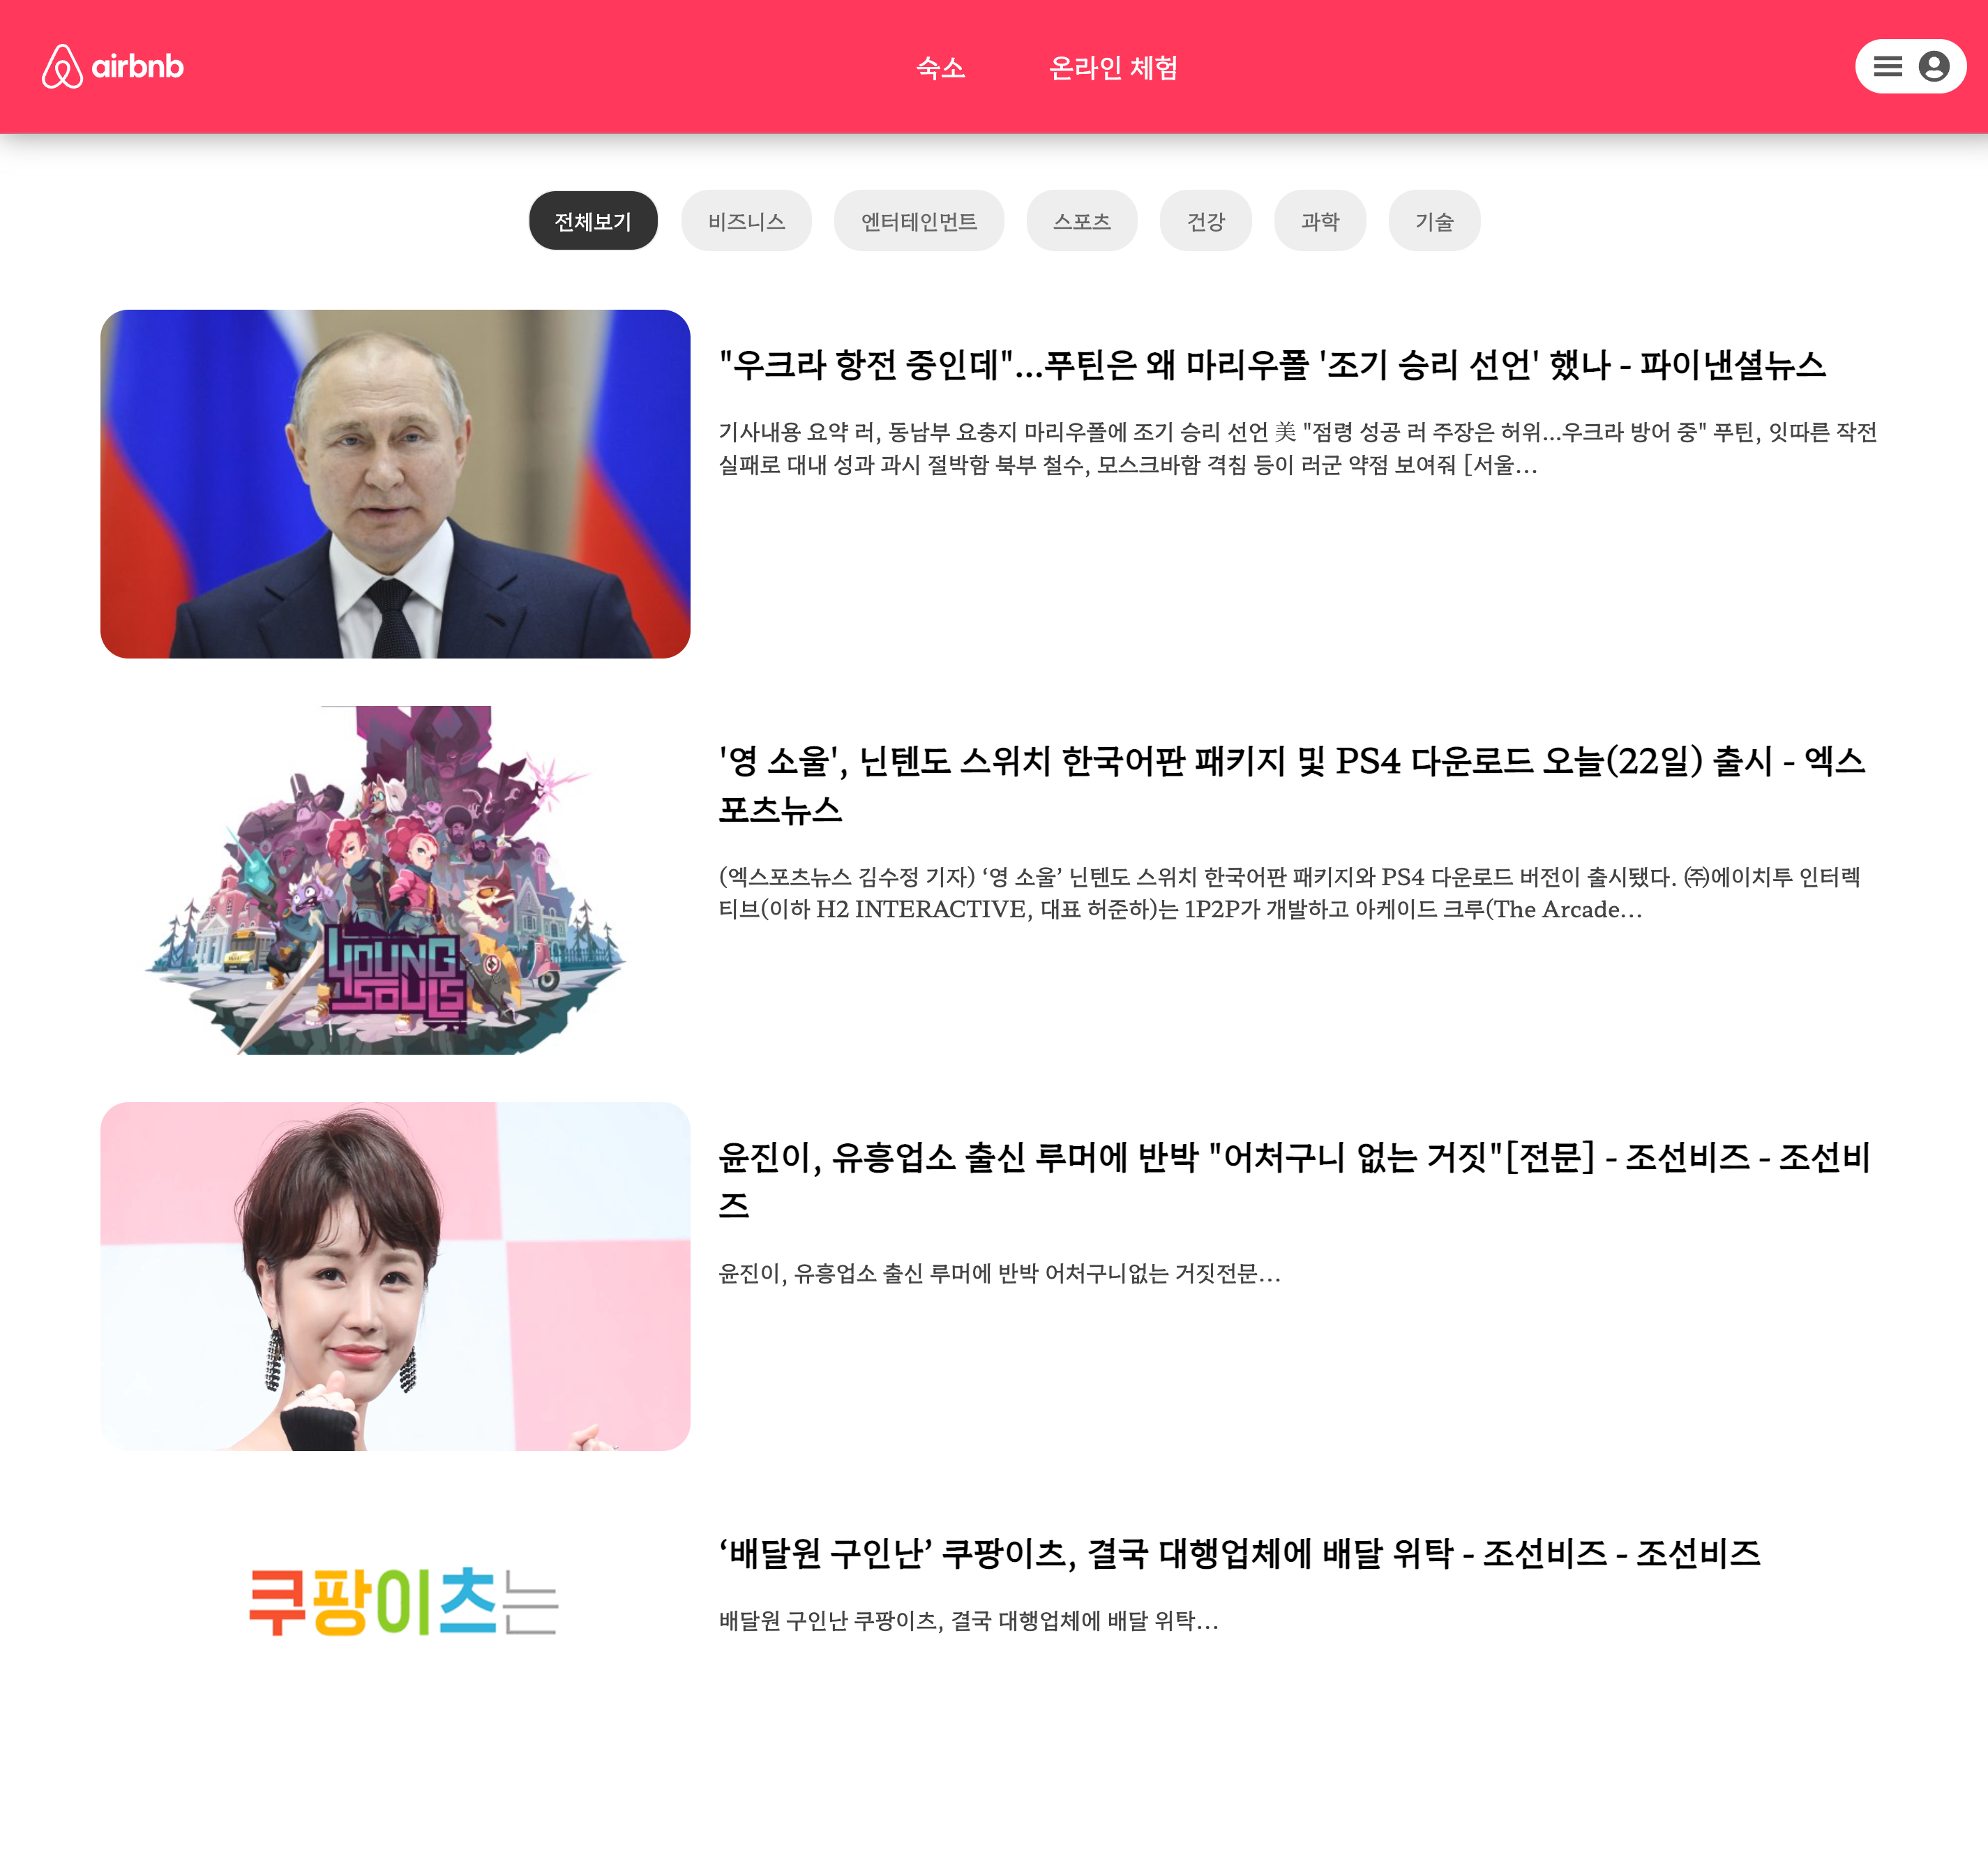 airbnb
숙소 온라인 체험
전체보기 비즈니스 엔터테인먼트 스포츠 건강 과학 기술
"우크라 항전 중인데"...푸틴은 왜 마리우폴 '조기 승리 선언' 했나 - 파이낸셜뉴스
기사내용 요약 러, 동남부 요충지 마리우폴에 조기 승리 선언 美 "점령 성공 러 주장은 허위...우크라 방어 중" 푸틴, 잇따른 작전
실패로 대내 성과 과시 절박함 북부 철수, 모스크바함 격침 등이 러군 약점 보여줘 [서울…
YOUNG
SOULS
'영 소울', 닌텐도 스위치 한국어판 패키지 및 PS4 다운로드 오늘(22일) 출시 - 엑스
포츠뉴스
(엑스포츠뉴스 김수정 기자) ‘영 소울’ 닌텐도 스위치 한국어판 패키지와 PS4 다운로드 버전이 출시됐다. ㈜에이치투 인터렉
티브(이하 H2 INTERACTIVE, 대표 허준하)는 1P2P가 개발하고 아케이드 크루(The Arcade…
윤진이, 유흥업소 출신 루머에 반박 "어처구니 없는 거짓"[전문] - 조선비즈 - 조선비
즈
윤진이, 유흥업소 출신 루머에 반박 어처구니없는 거짓전문…
쿠팡이츠는
‘배달원 구인난’ 쿠팡이츠, 결국 대행업체에 배달 위탁 - 조선비즈 - 조선비즈
배달원 구인난 쿠팡이츠, 결국 대행업체에 배달 위탁…